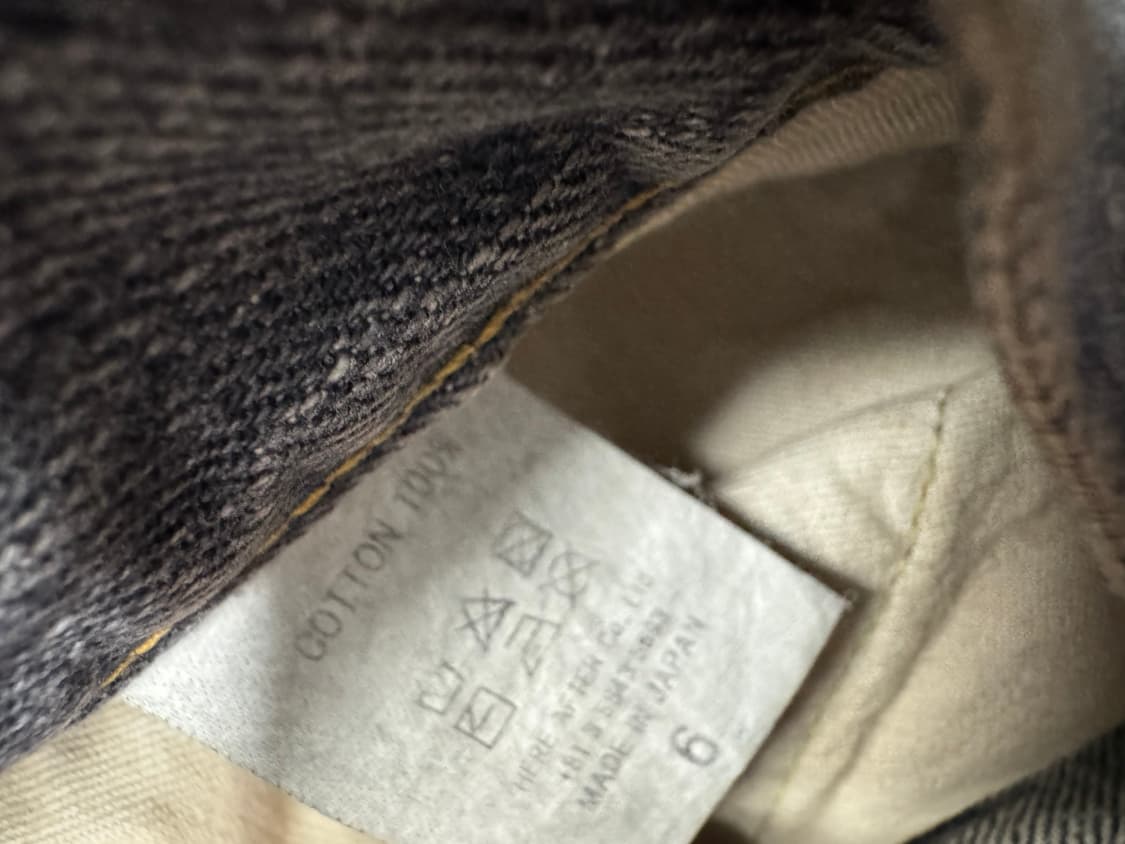 COTTON 100%
HERE AFTER Co. Ltd
MADE IN JAPAN
6